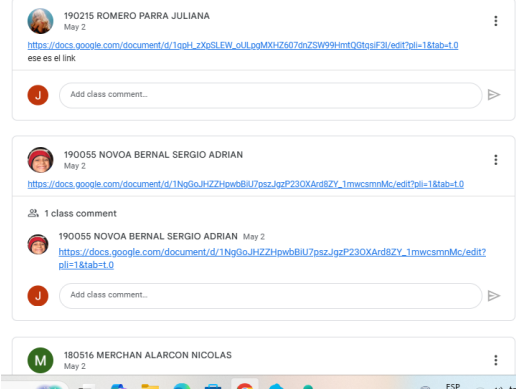 190215 ROMERO PARRA JULIANA
May 2
https://docs.google.com/document/d/1qpH_zXpSLEW_oULpgMXHZ607dnZSW99HmtQGtqsiF3I/edit?pli=1&tab=t.0
ese es el link
J
Add class comment...
190055 NOVOA BERNAL SERGIO ADRIAN
May 2
https://docs.google.com/document/d/1NgGoJHZZHpwbBiU7pszJgzP23OXArd8ZY_1mwcsmnMc/edit?pli=1&tab=t.0
1 class comment
190055 NOVOA BERNAL SERGIO ADRIAN May 2
https://docs.google.com/document/d/1NgGoJHZZHpwbBiU7pszJgzP23OXArd8ZY_1mwcsmnMc/edit?
pli=1&tab=t.0
J
Add class comment...
M
180516 MERCHAN ALARCON NICOLAS
May 2
ESP